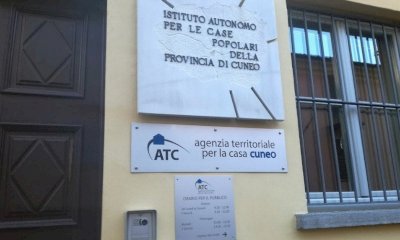 ISTITUTO AUTONOMO
PER LE CASE
POPOLARI
DELLA
PROVINCIA DI CUNEO
ATC
agenzia territoriale
per la casa cuneo
ATC
ORARIO PER IL PUBBLICO